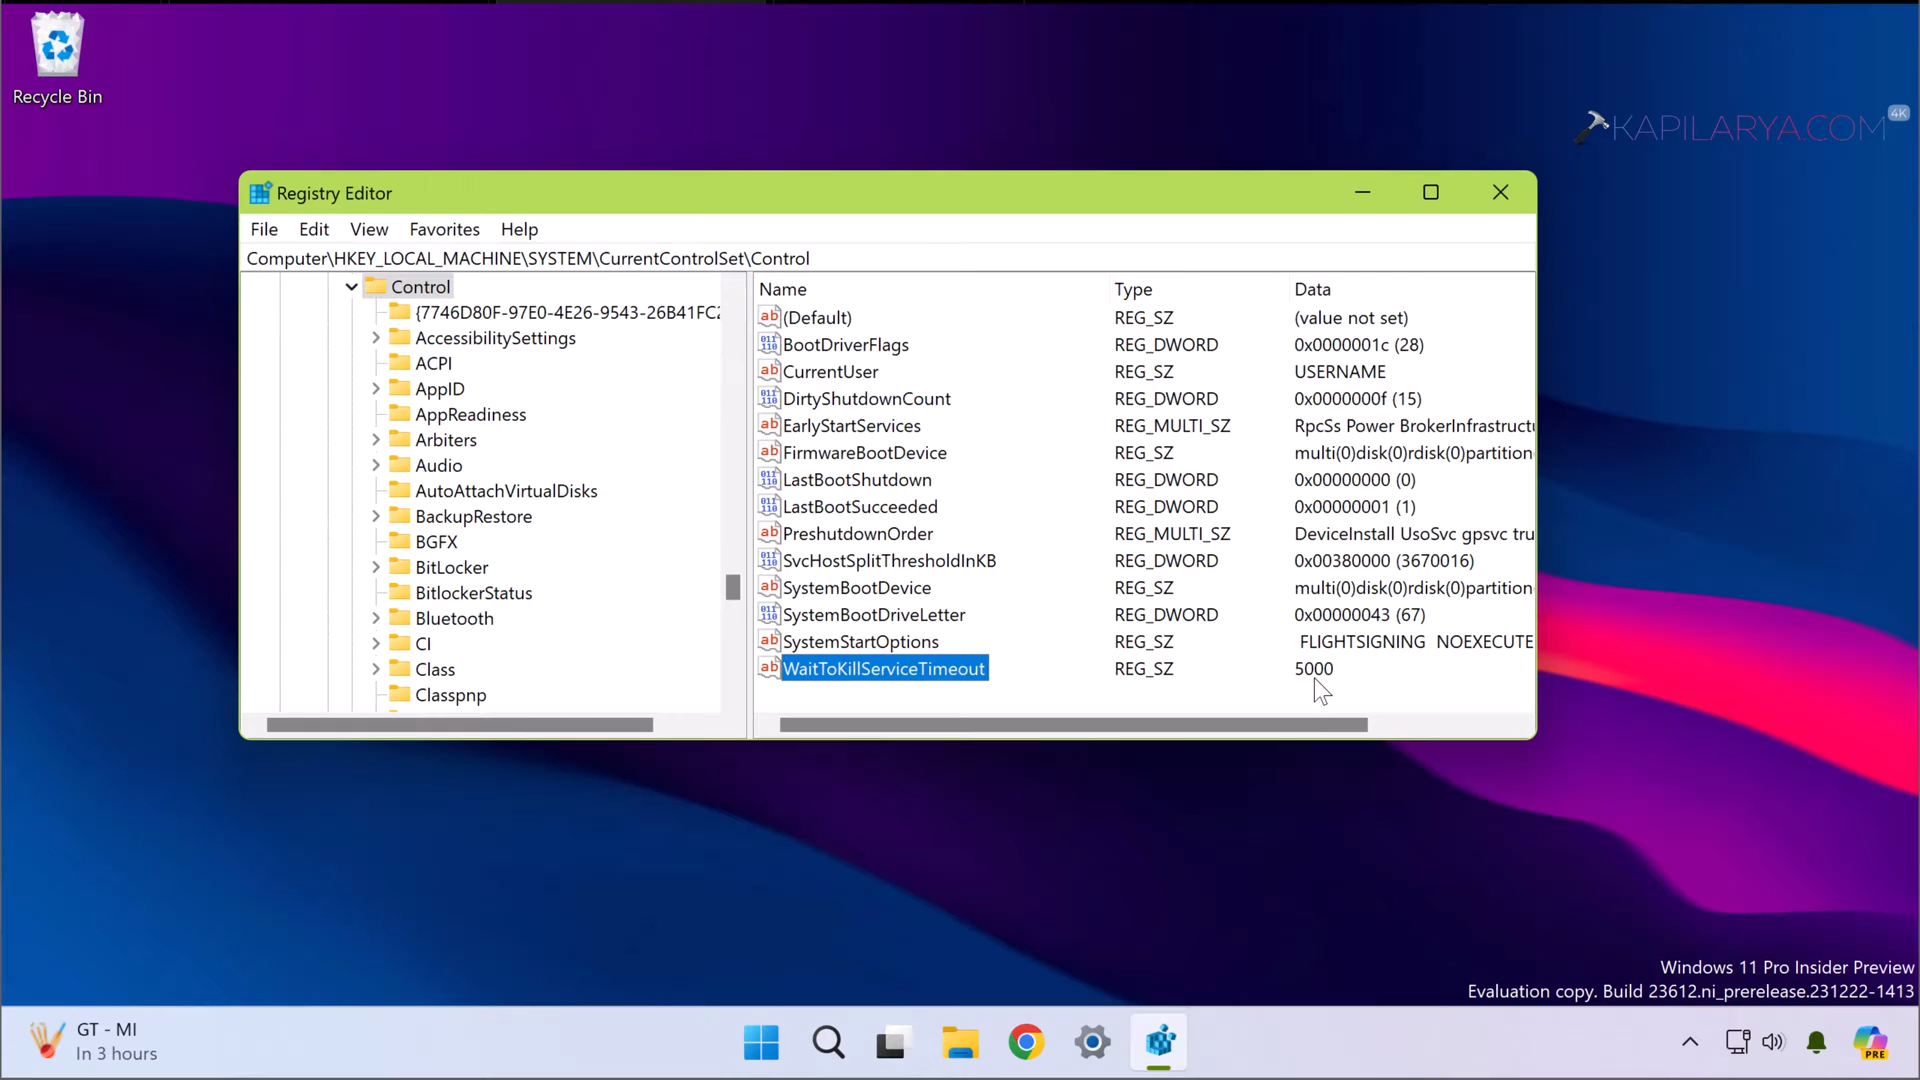 Recycle Bin
KAPILARYA.COM
4K
Registry Editor
File Edit View Favorites Help
Computer\HKEY_LOCAL_MACHINE\SYSTEM\CurrentControlSet\Control
Control
{7746D80F-97E0-4E26-9543-26B41FC2
AccessibilitySettings
ACPI
AppID
AppReadiness
Arbiters
Audio
AutoAttachVirtualDisks
BackupRestore
BGFX
BitLocker
BitlockerStatus
Bluetooth
CI
Class
Classpnp
Name Type Data
(Default) REG_SZ (value not set)
BootDriverFlags REG_DWORD 0x0000001c (28)
CurrentUser REG_SZ USERNAME
DirtyShutdownCount REG_DWORD 0x0000000f (15)
EarlyStartServices REG_MULTI_SZ RpcSs Power BrokerInfrastructu
FirmwareBootDevice REG_SZ multi(0)disk(0)rdisk(0)partition
LastBootShutdown REG_DWORD 0x00000000 (0)
LastBootSucceeded REG_DWORD 0x00000001 (1)
PreshutdownOrder REG_MULTI_SZ DeviceInstall UsoSvc gpsvc tru
SvcHostSplitThresholdInKB REG_DWORD 0x00380000 (3670016)
SystemBootDevice REG_SZ multi(0)disk(0)rdisk(0)partition
SystemBootDriveLetter REG_DWORD 0x00000043 (67)
SystemStartOptions REG_SZ FLIGHTSIGNING NOEXECUTE
WaitToKillServiceTimeout REG_SZ 5000
Windows 11 Pro Insider Preview
Evaluation copy. Build 23612.ni_prerelease.231222-1413
GT - MI
In 3 hours
PRE